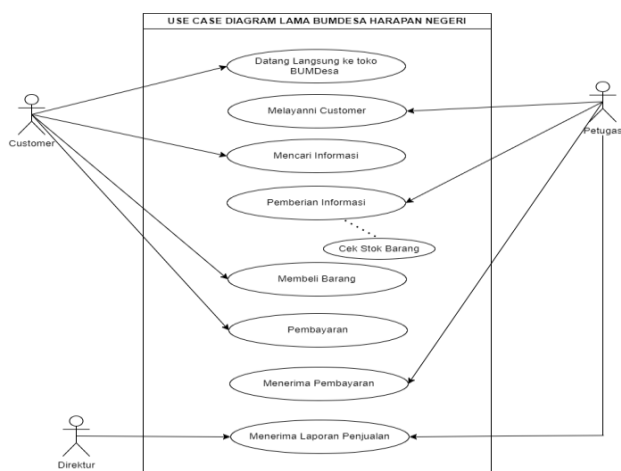 USE CASE DIAGRAM LAMA BUMDESA HARAPAN NEGERI
Datang Langsung ke toko
BUMDesa
Melayanni Customer
Customer
Petugas
Mencari Informasi
Pemberian Informasi
Cek Stok Barang
Membeli Barang
Pembayaran
Menerima Pembayaran
Menerima Laporan Penjualan
Direktur